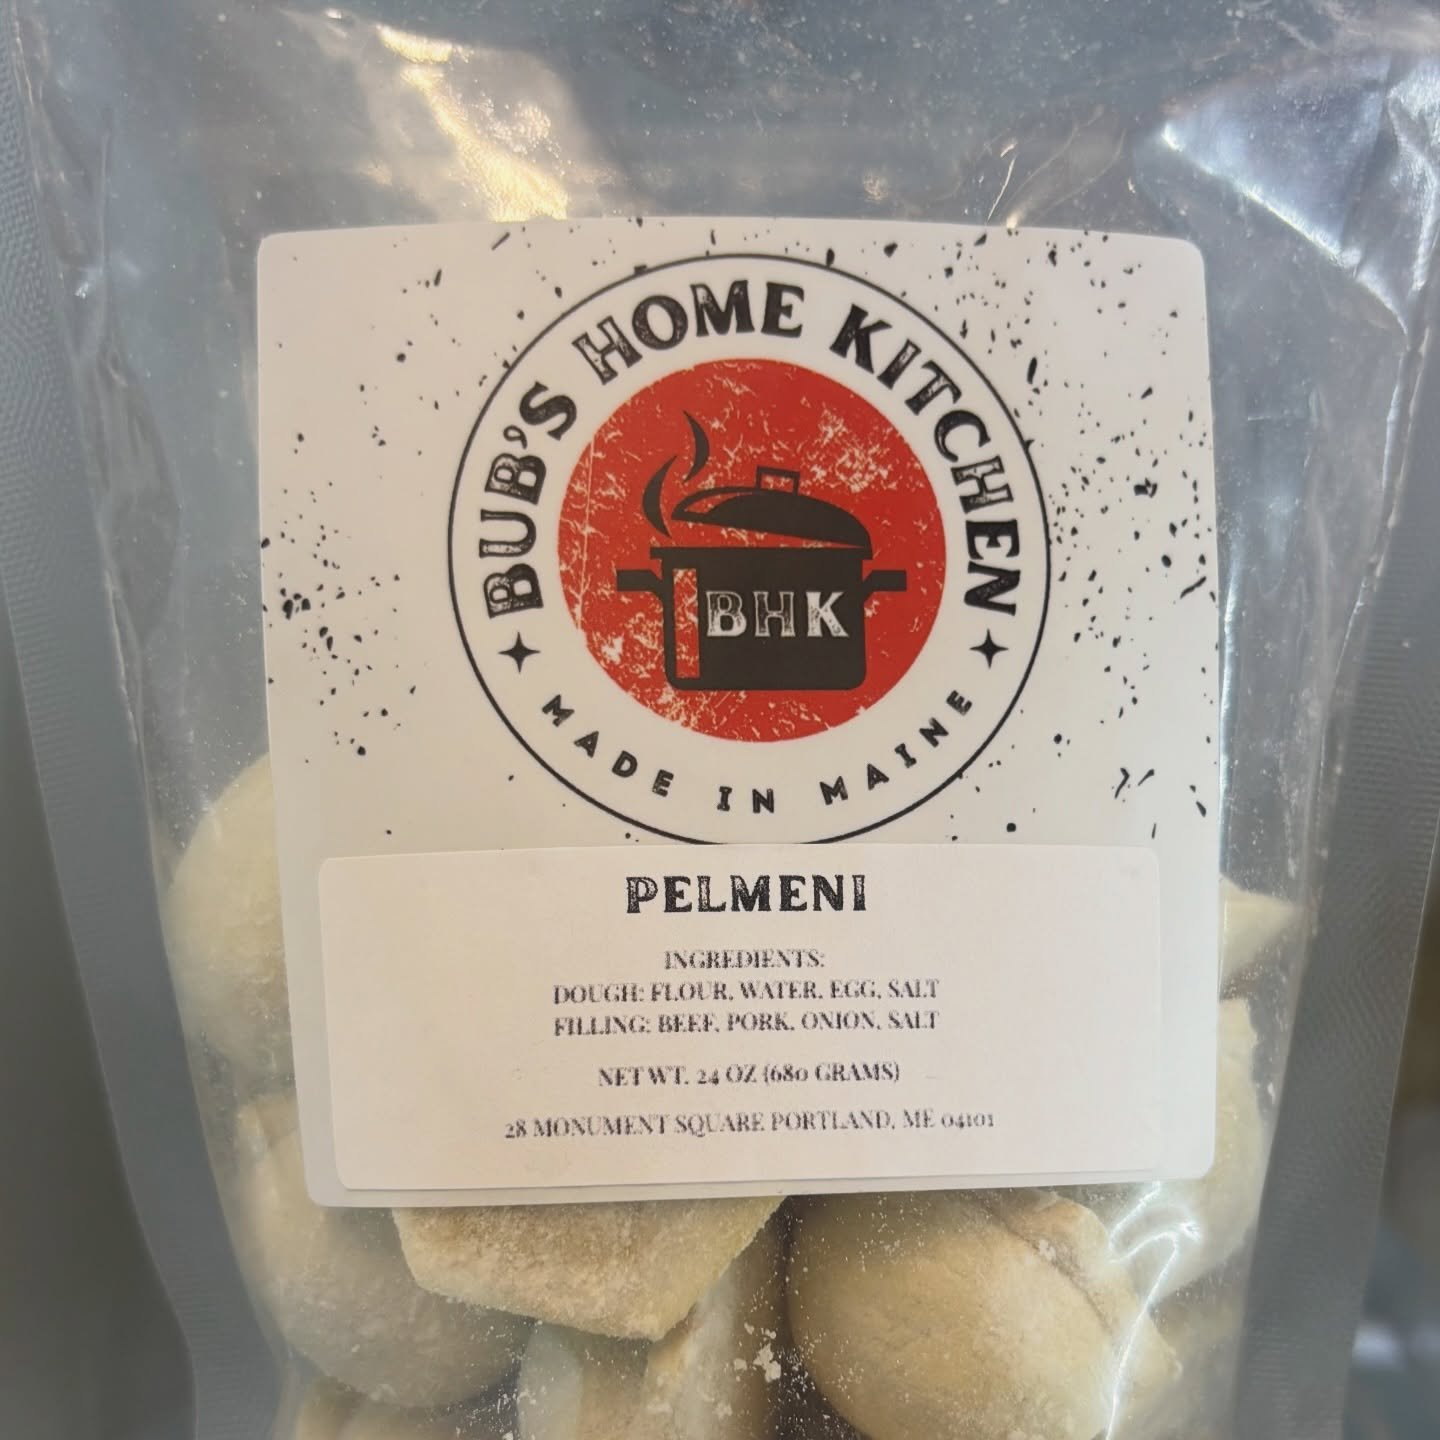 BUB'S HOME KITCHEN
BHK
MADE IN MAINE
PELMENI
INGREDIENTS:
DOUGH: FLOUR, WATER, EGG, SALT
FILLING: BEEF, PORK, ONION, SALT
NET WT. 24 OZ (680 GRAMS)
28 MONUMENT SQUARE PORTLAND, ME 04101